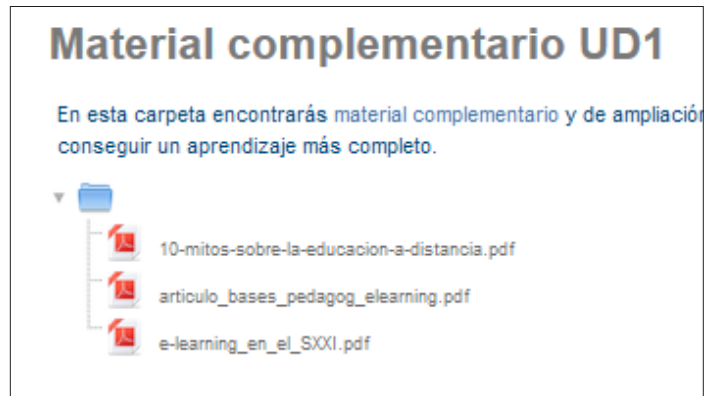 Material complementario UD1
En esta carpeta encontrarás material complementario y de ampliación
conseguir un aprendizaje más completo.
10-mitos-sobre-la-educacion-a-distancia.pdf
articulo_bases_pedagog_elearning.pdf
e-learning_en_el_SXXI.pdf